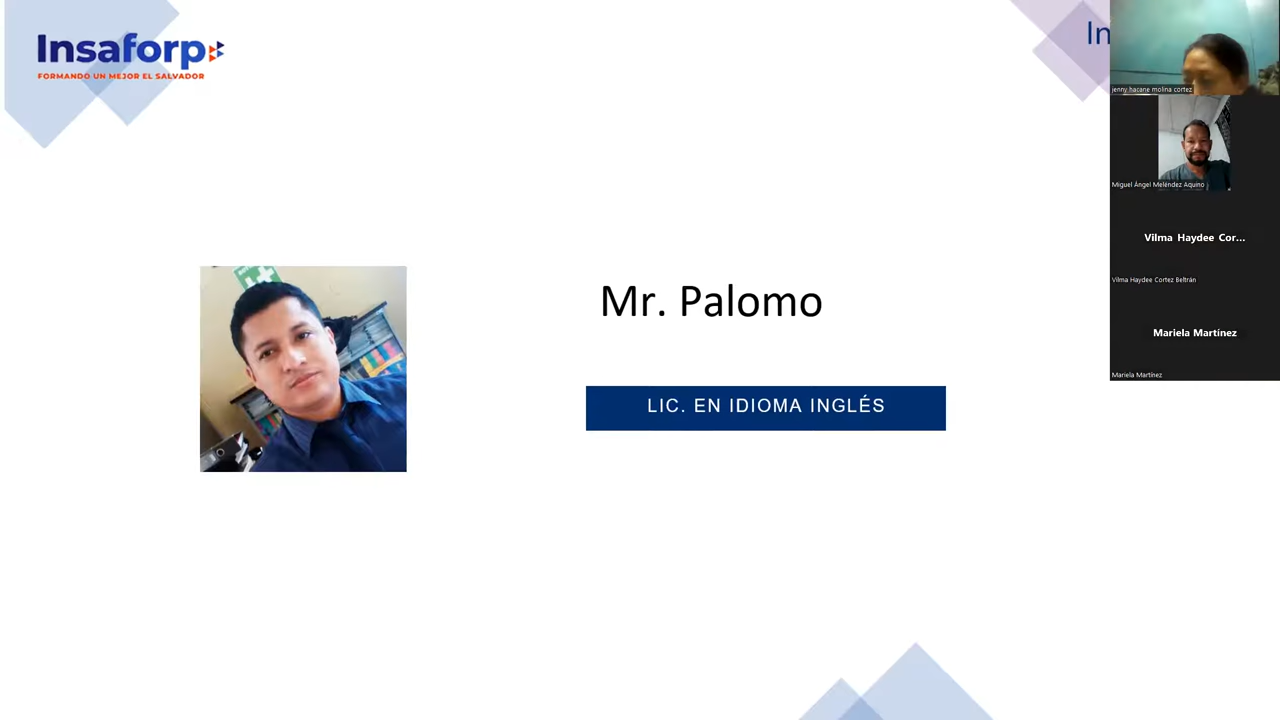 Insaforp
FORMANDO UN MEJOR EL SALVADOR
In
jenny hacane molina cortez
Miguel Ángel Meléndez Aquino
Vilma Haydee Cor...
Vilma Haydee Cortez Beltrán
Mariela Martínez
Mariela Martínez
Mr. Palomo
LIC. EN IDIOMA INGLÉS